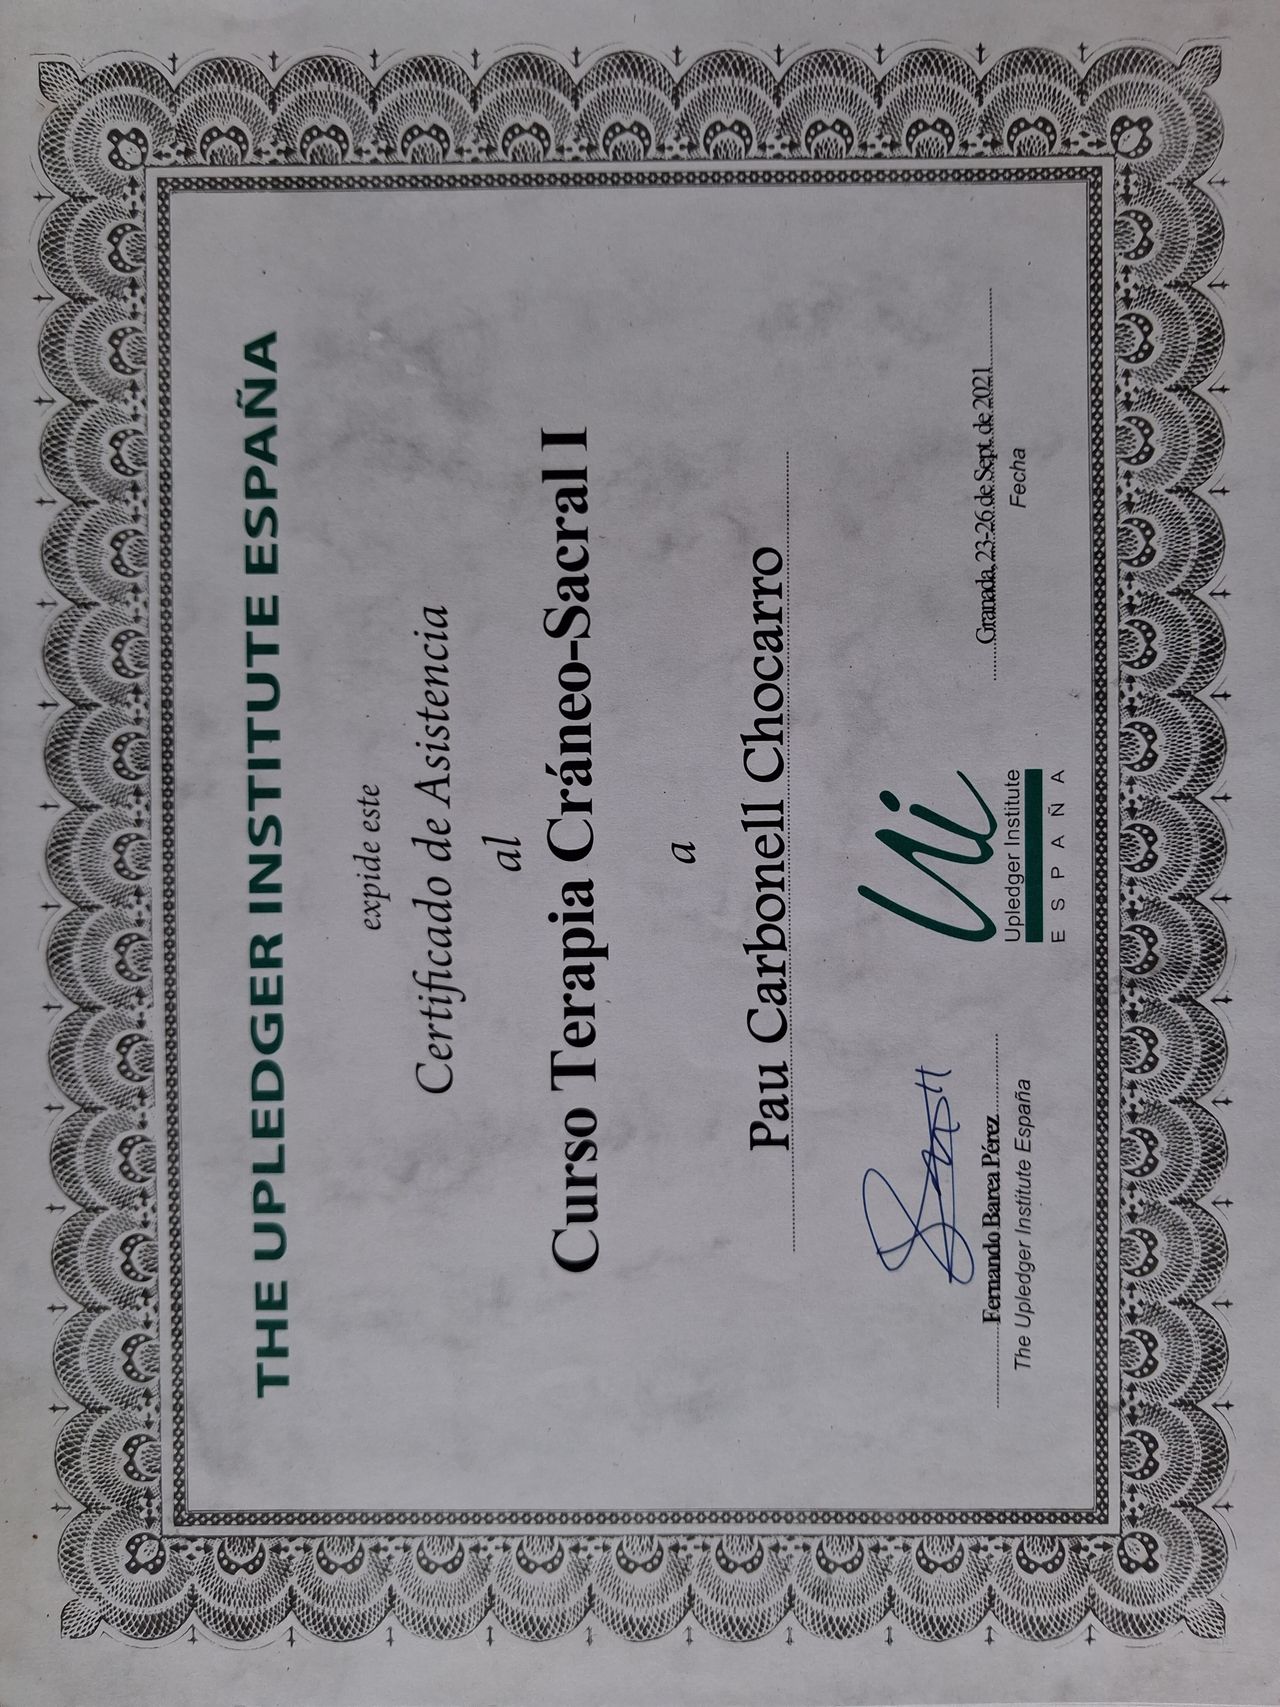 THE UPLEDGER INSTITUTE ESPAÑA
expide este
Certificado de Asistencia
al
Curso Terapia Cráneo-Sacral I
a
Pau Carbonell Chocarro
Fernando Barea Pérez
The Upledger Institute España
Ui
Upledger Institute
ESPAÑA
Granada, 23-26 de Sept. de 2021
Fecha